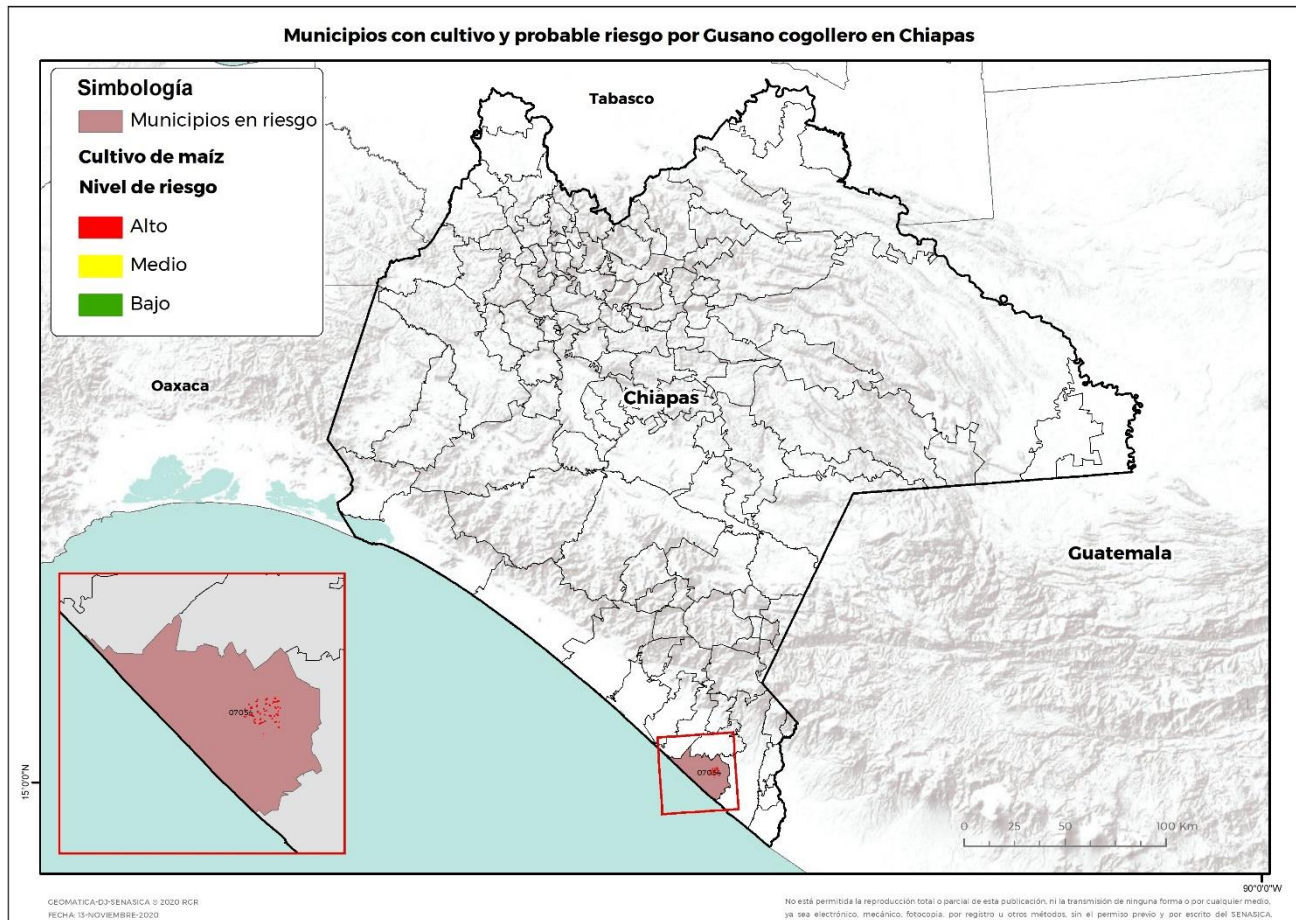 Municipios con cultivo y probable riesgo por Gusano cogollero en Chiapas
Simbología
Municipios en riesgo
Cultivo de maíz
Nivel de riesgo
Alto
Medio
Bajo
Tabasco
Oaxaca
Chiapas
Guatemala
07054
07054
15°0'0"N
0 25 50 100 Km
90°0'0"W
GEOMATICA-DJ-SENASICA © 2020 RCR
FECHA: 13-NOVIEMBRE-2020
No está permitida la reproducción total o parcial de esta publicación, ni la transmisión de ninguna forma o por cualquier medio,
ya sea electrónico, mecánico, fotocopia, por registro u otros métodos, sin el permiso previo y por escrito del SENASICA.